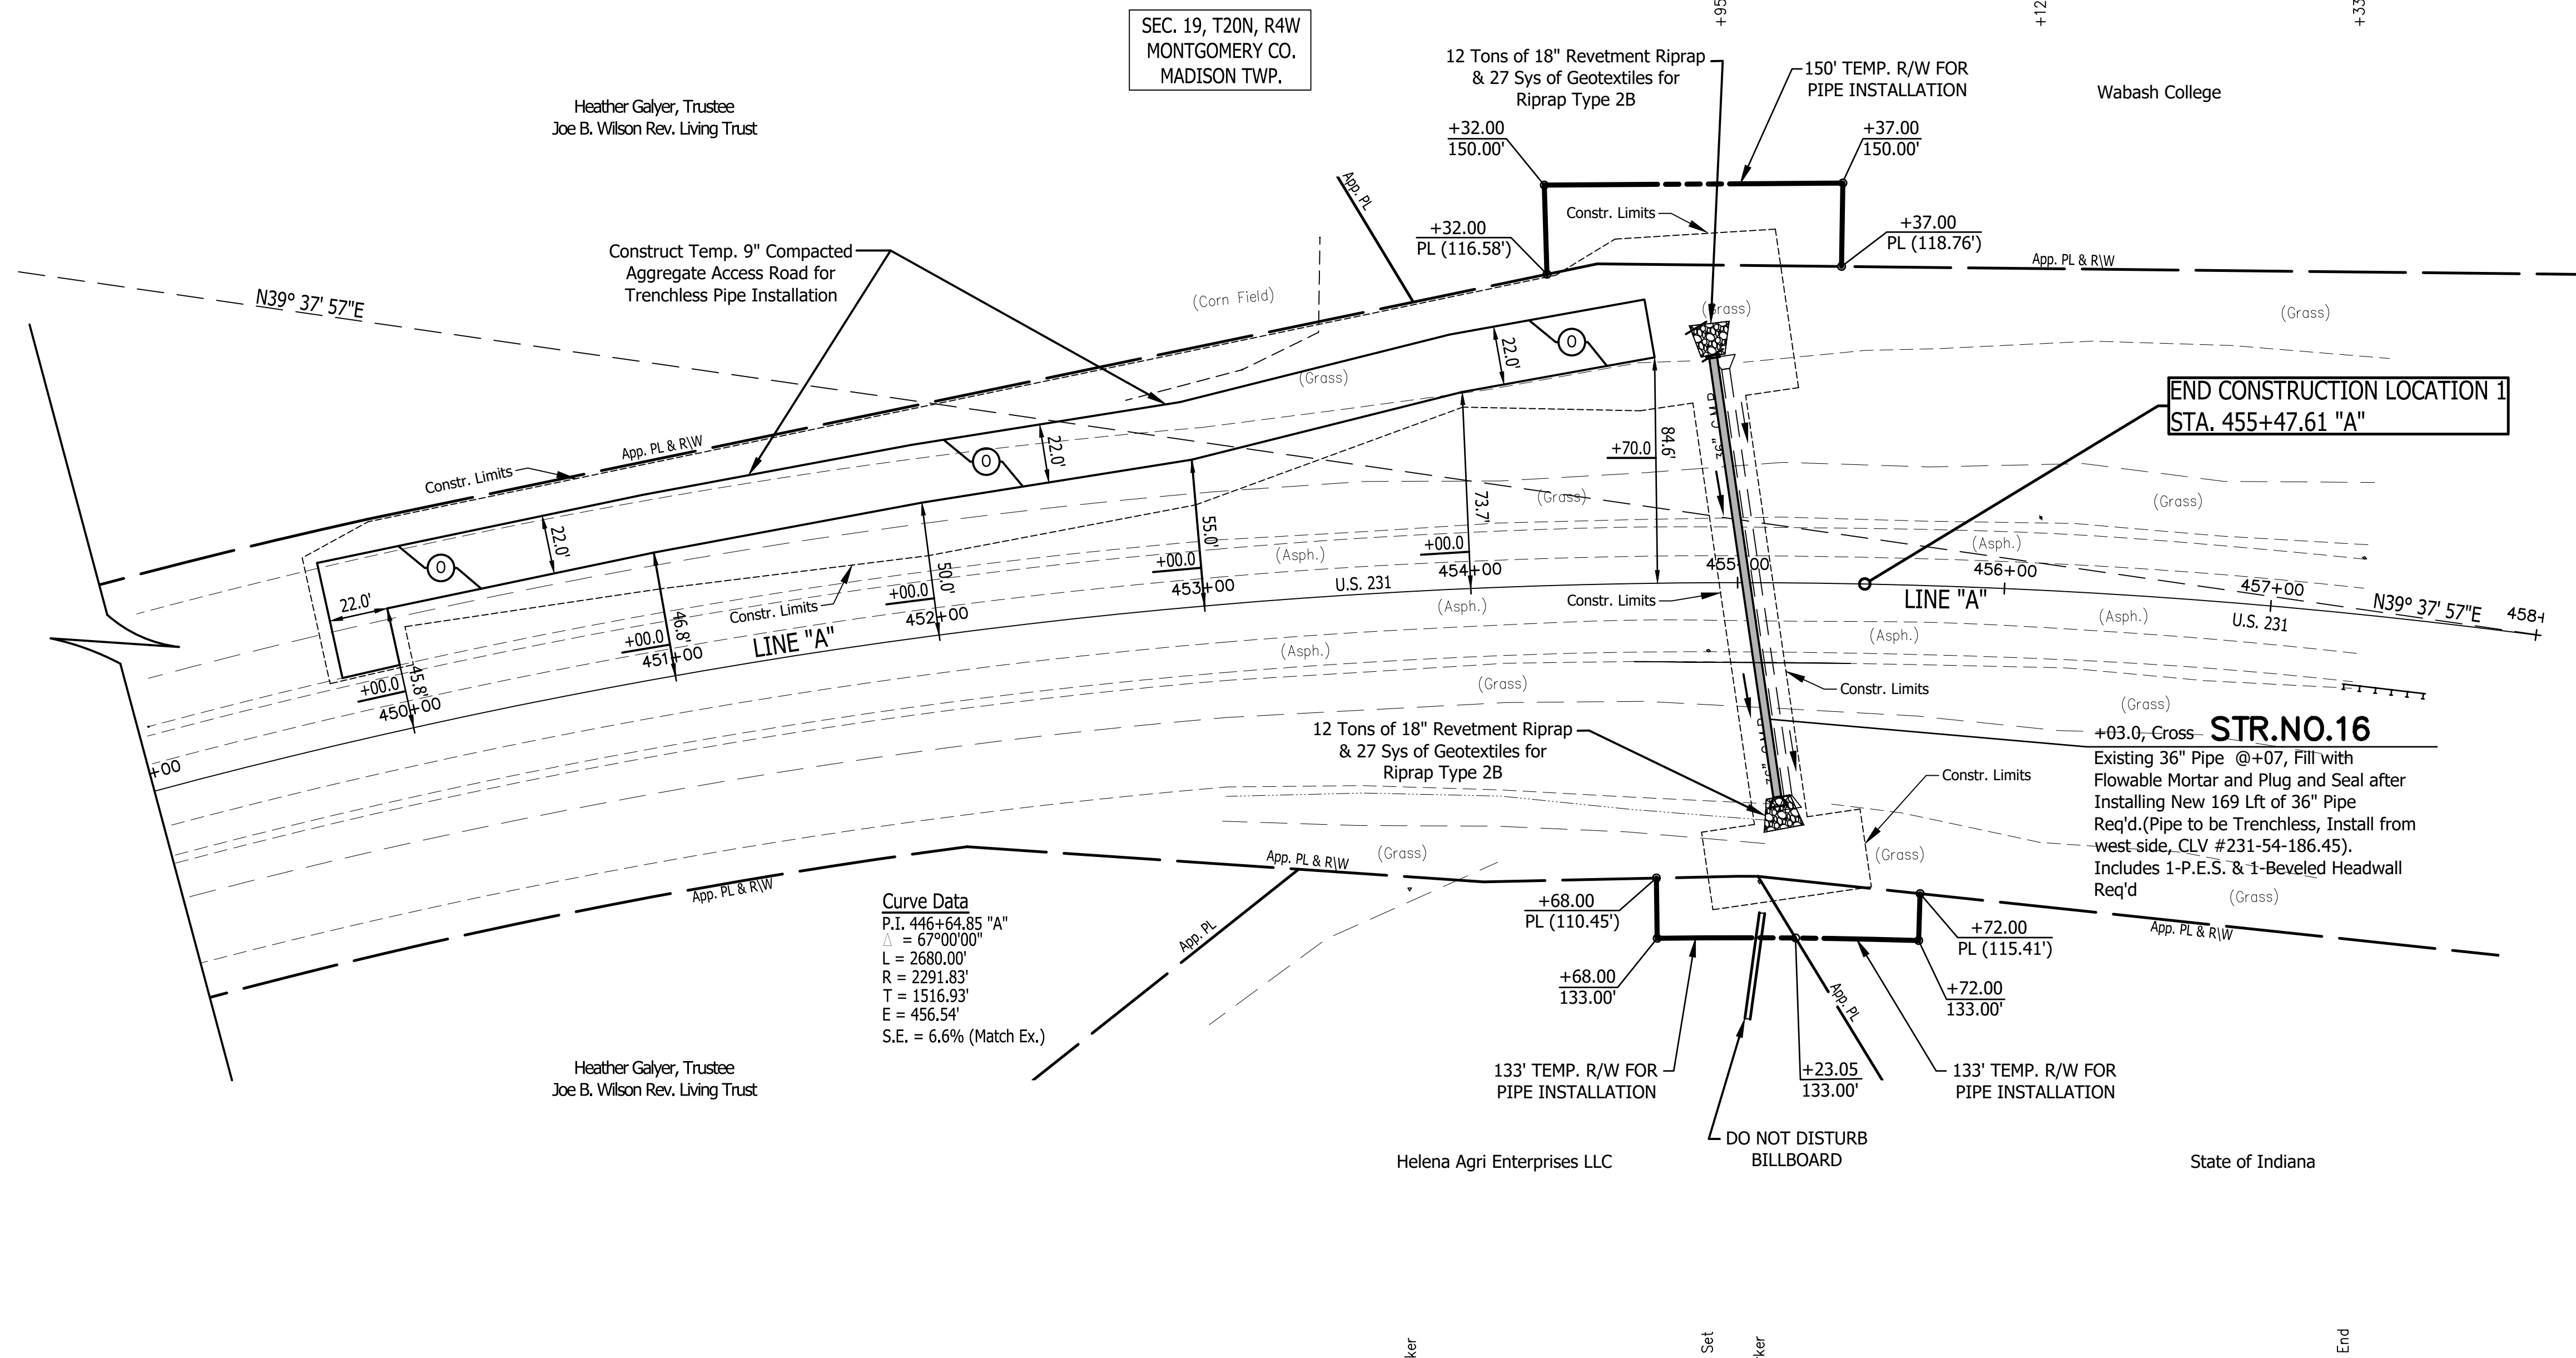 +95
+12
+33
SEC. 19, T20N, R4W
MONTGOMERY CO.
MADISON TWP.
12 Tons of 18" Revetment Riprap
& 27 Sys of Geotextiles for
Riprap Type 2B
150' TEMP. R/W FOR
PIPE INSTALLATION
Wabash College
Heather Galyer, Trustee
Joe B. Wilson Rev. Living Trust
+32.00
150.00'
+37.00
150.00'
App. PL
Constr. Limits
+32.00
PL (116.58')
+37.00
PL (118.76')
App. PL & R\W
Construct Temp. 9" Compacted
Aggregate Access Road for
Trenchless Pipe Installation
N39° 37' 57"E
(Corn Field)
(Grass)
(Grass)
O
22.0'
(Grass)
END CONSTRUCTION LOCATION 1
STA. 455+47.61 "A"
App. PL & R\W
Constr. Limits
22.0'
O
+70.0
84.6'
36"
(Grass)
73.7'
(Grass)
22.0'
O
55.0'
50.0'
+00.0
+00.0
+00.0
(Asph.)
(Asph.)
22.0'
453+00
U.S. 231
454+00
455+00
456+00
457+00
458+
N39° 37' 57"E
U.S. 231
Constr. Limits
452+00
(Asph.)
Constr. Limits
LINE "A"
(Asph.)
(Asph.)
+00.0
46.8'
451+00
LINE "A"
(Asph.)
+00.0
45.8'
450+00
(Grass)
Constr. Limits
(Grass)
+00
12 Tons of 18" Revetment Riprap
& 27 Sys of Geotextiles for
Riprap Type 2B
36"
+03.0, Cross STR.NO.16
Existing 36" Pipe @+07, Fill with
Flowable Mortar and Plug and Seal after
Installing New 169 Lft of 36" Pipe
Req'd.(Pipe to be Trenchless, Install from
west side, CLV #231-54-186.45).
Includes 1-P.E.S. & 1-Beveled Headwall
Req'd
Constr. Limits
App. PL & R\W
(Grass)
(Grass)
(Grass)
App. PL & R\W
Curve Data
P.I. 446+64.85 "A"
Δ = 67°00'00"
L = 2680.00'
R = 2291.83'
T = 1516.93'
E = 456.54'
S.E. = 6.6% (Match Ex.)
App. PL
+68.00
PL (110.45')
+72.00
PL (115.41')
App. PL & R\W
+68.00
133.00'
+72.00
133.00'
App. PL
Heather Galyer, Trustee
Joe B. Wilson Rev. Living Trust
133' TEMP. R/W FOR
PIPE INSTALLATION
+23.05
133.00'
133' TEMP. R/W FOR
PIPE INSTALLATION
DO NOT DISTURB
BILLBOARD
Helena Agri Enterprises LLC
State of Indiana
Set
End